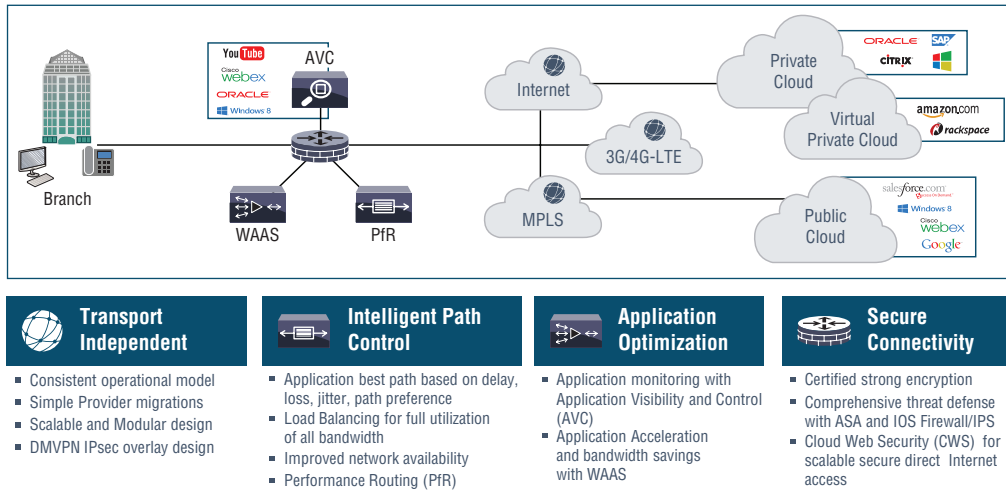 You Tube
Cisco
webex
ORACLE
Windows 8
AVC
Branch
WAAS
PfR
Internet
3G/4G-LTE
MPLS
Private
Cloud
ORACLE
SAP
CITRIX
Virtual
Private Cloud
amazon.com
rackspace
Public
Cloud
salesforce.com
Success On Demand.
Windows 8
Cisco
webex
Google
Transport
Independent
Consistent operational model
Simple Provider migrations
Scalable and Modular design
DMVPN IPsec overlay design
Intelligent Path
Control
Application best path based on delay,
loss, jitter, path preference
Load Balancing for full utilization
of all bandwidth
Improved network availability
Performance Routing (PfR)
Application
Optimization
Application monitoring with
Application Visibility and Control
(AVC)
Application Acceleration
and bandwidth savings
with WAAS
Secure
Connectivity
Certified strong encryption
Comprehensive threat defense
with ASA and IOS Firewall/IPS
Cloud Web Security (CWS) for
scalable secure direct Internet
access